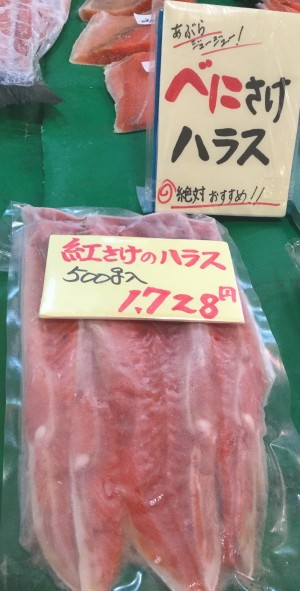 あぶら
ジュージュー!
べにさけ
ハラス
絶対おすすめ!!
紅さけのハラス
500g入
1,728円